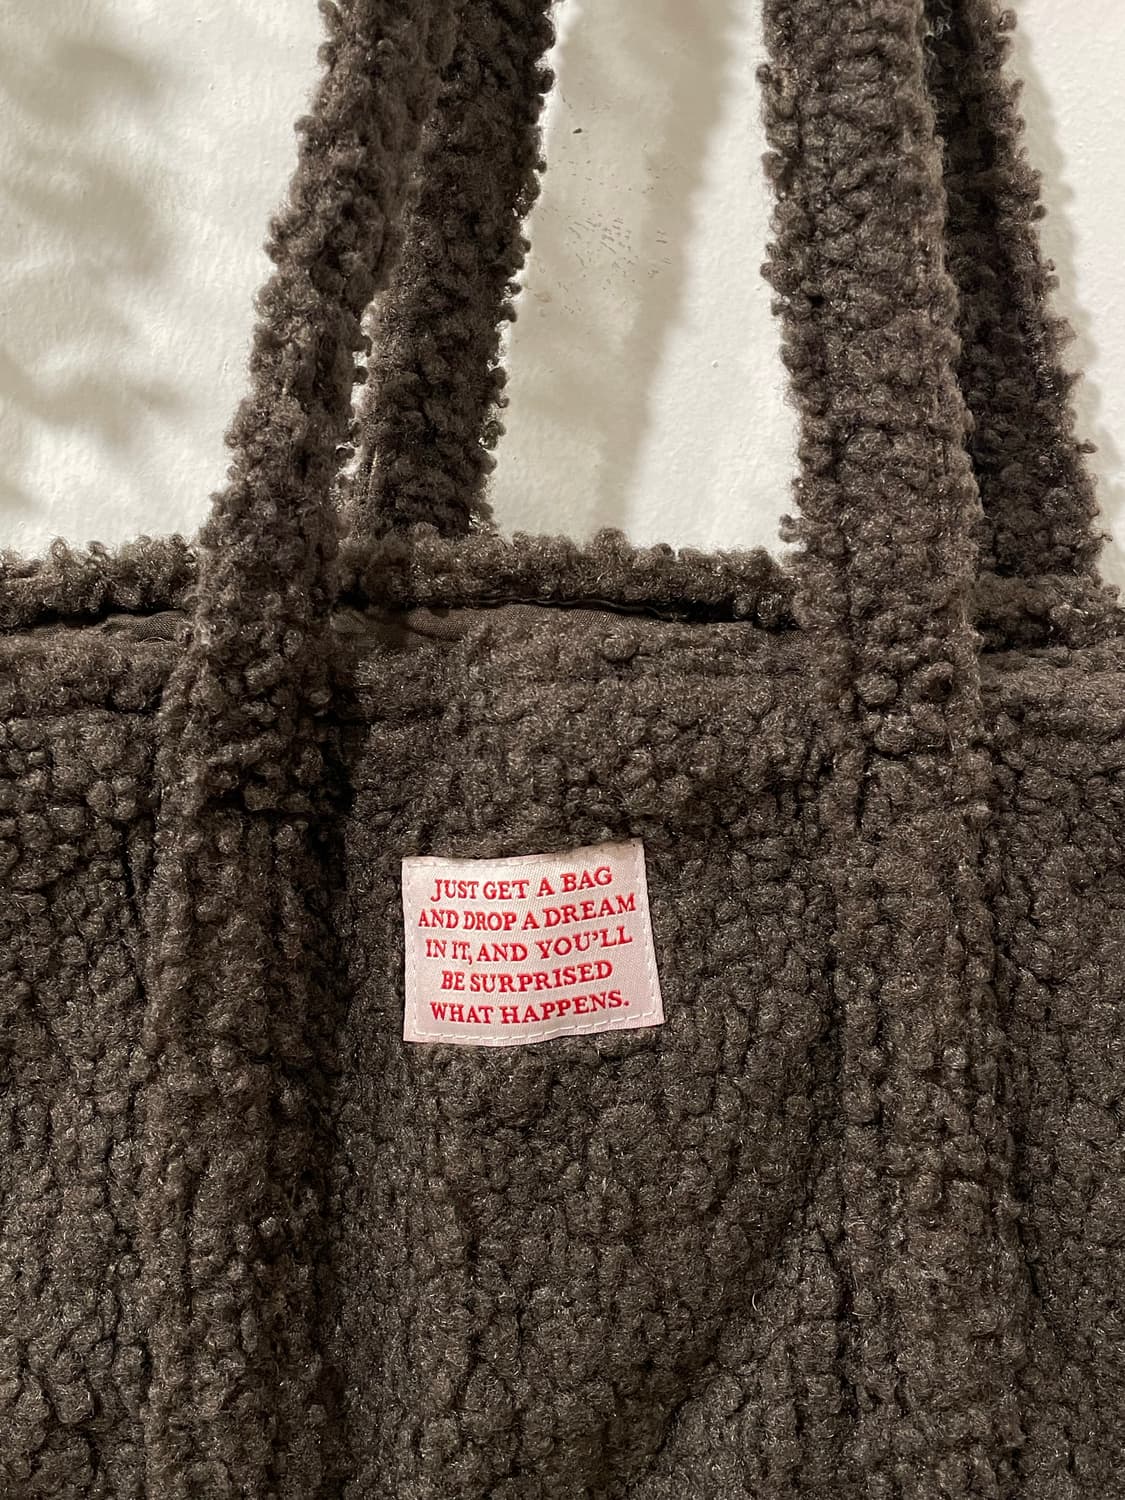 JUST GET A BAG
AND DROP A DREAM
IN IT, AND YOU'LL
BE SURPRISED
WHAT HAPPENS.